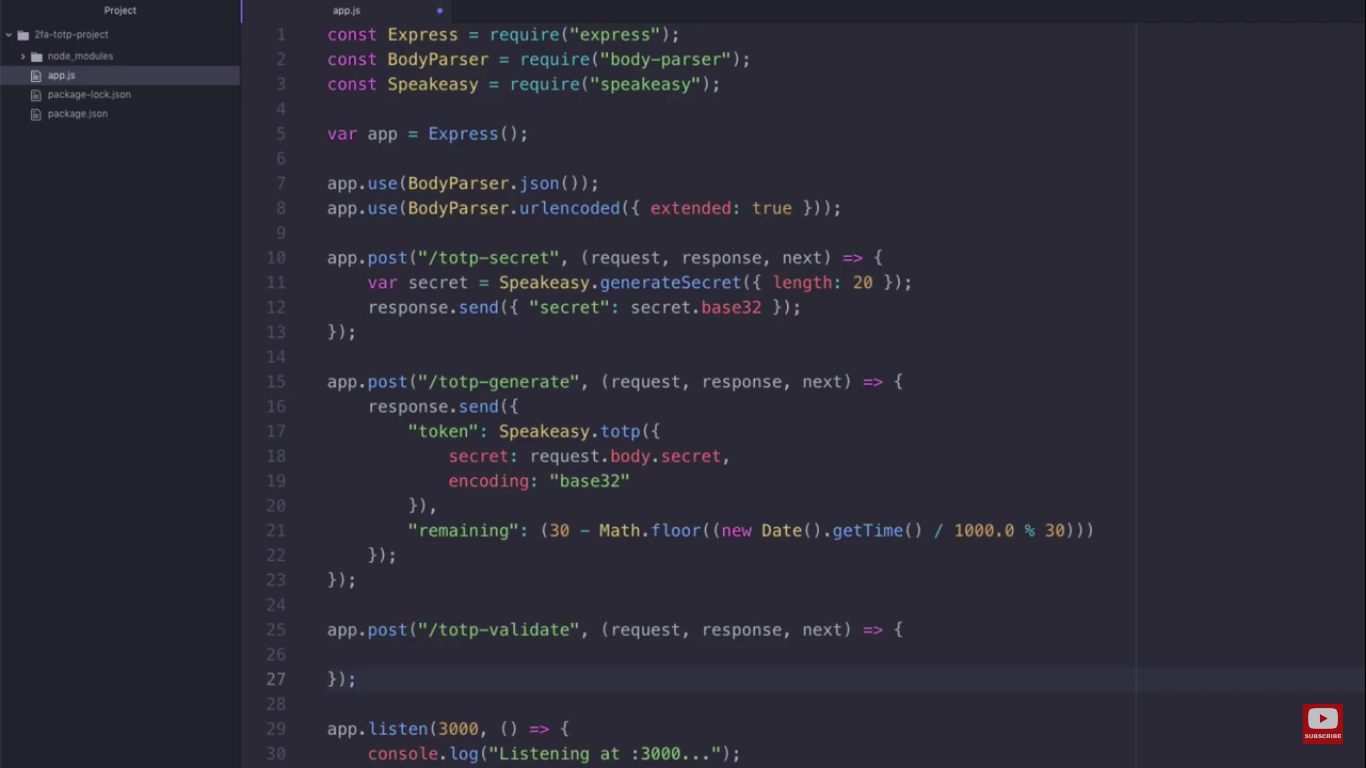 Project
app.js
2fa-totp-project
node_modules
app.js
package-lock.json
package.json
1 const Express = require("express");
2 const BodyParser = require("body-parser");
3 const Speakeasy = require("speakeasy");
4
5 var app = Express();
6
7 app.use(BodyParser.json());
8 app.use(BodyParser.urlencoded({ extended: true }));
9
10 app.post("/totp-secret", (request, response, next) => {
11     var secret = Speakeasy.generateSecret({ length: 20 });
12     response.send({ "secret": secret.base32 });
13 });
14
15 app.post("/totp-generate", (request, response, next) => {
16     response.send({
17         "token": Speakeasy.totp({
18             secret: request.body.secret,
19             encoding: "base32"
20         }),
21         "remaining": (30 - Math.floor((new Date().getTime() / 1000.0 % 30)))
22     });
23 });
24
25 app.post("/totp-validate", (request, response, next) => {
26
27 });
28
29 app.listen(3000, () => {
30     console.log("Listening at :3000...");
SUBSCRIBE